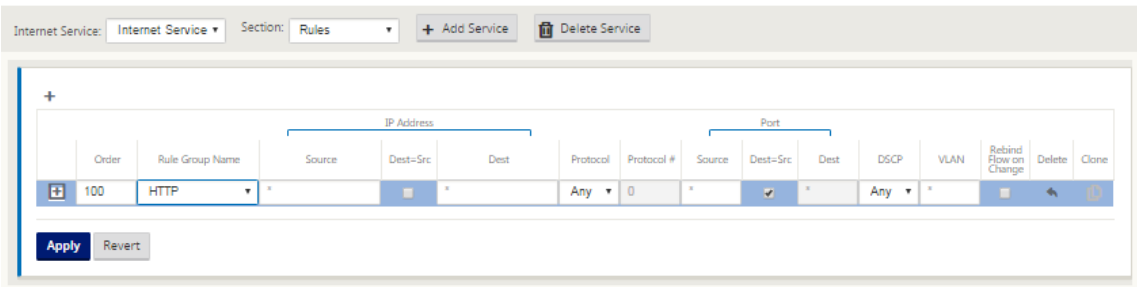 Internet Service: Internet Service Section: Rules + Add Service Delete Service
+
IP Address Port
Order Rule Group Name Source Dest=Src Dest Protocol Protocol # Source Dest=Src Dest DSCP VLAN Rebind Flow on Change Delete Clone
100 HTTP * * Any 0 * * Any *
Apply Revert